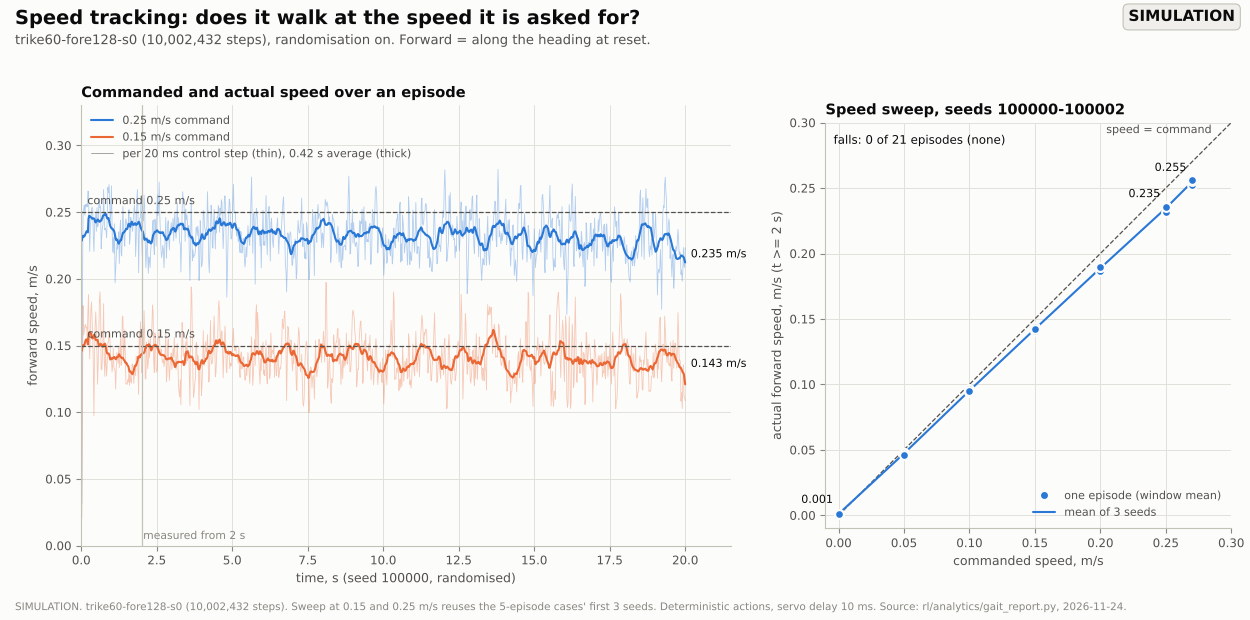 Speed tracking: does it walk at the speed it is asked for?
SIMULATION
trike60-fore128-s0 (10,002,432 steps), randomisation on. Forward = along the heading at reset.
Commanded and actual speed over an episode
0.25 m/s command
0.15 m/s command
per 20 ms control step (thin), 0.42 s average (thick)
command 0.25 m/s
0.235 m/s
command 0.15 m/s
0.143 m/s
measured from 2 s
forward speed, m/s
0.30
0.25
0.20
0.15
0.10
0.05
0.00
0.0 2.5 5.0 7.5 10.0 12.5 15.0 17.5 20.0
time, s (seed 100000, randomised)
Speed sweep, seeds 100000-100002
speed = command
falls: 0 of 21 episodes (none)
0.255
0.235
0.001
one episode (window mean)
mean of 3 seeds
actual forward speed, m/s (t >= 2 s)
0.30
0.25
0.20
0.15
0.10
0.05
0.00
0.00 0.05 0.10 0.15 0.20 0.25 0.30
commanded speed, m/s
SIMULATION. trike60-fore128-s0 (10,002,432 steps). Sweep at 0.15 and 0.25 m/s reuses the 5-episode cases' first 3 seeds. Deterministic actions, servo delay 10 ms. Source: rl/analytics/gait_report.py, 2026-11-24.